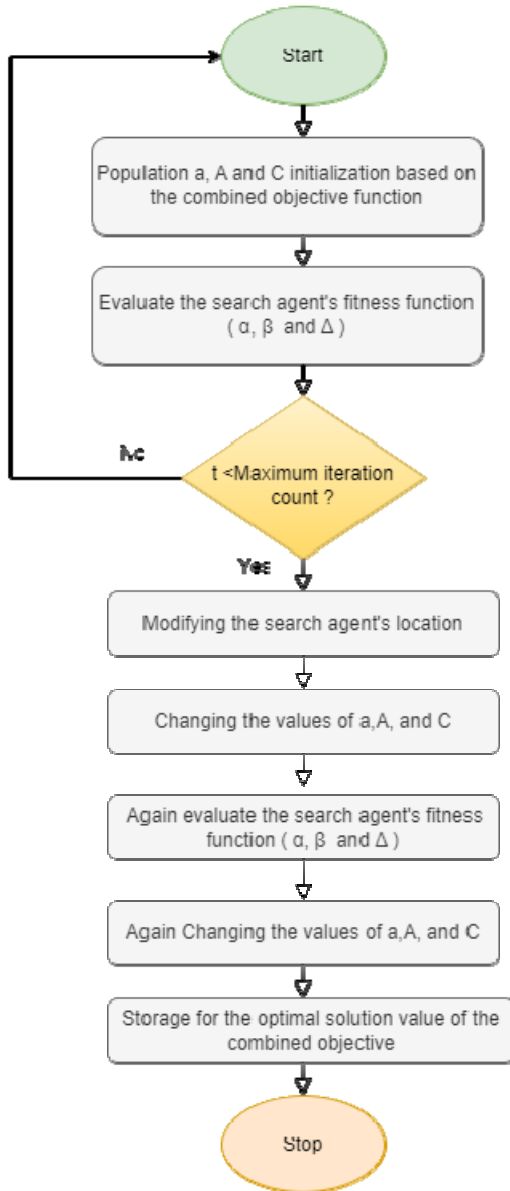 Start
Population a, A and C initialization based on
the combined objective function
Evaluate the search agent's fitness function
( α, β and Δ )
No
t <Maximum iteration
count ?
Yes
Modifying the search agent's location
Changing the values of a,A, and C
Again evaluate the search agent's fitness
function ( α, β and Δ )
Again Changing the values of a,A, and C
Storage for the optimal solution value of the
combined objective
Stop